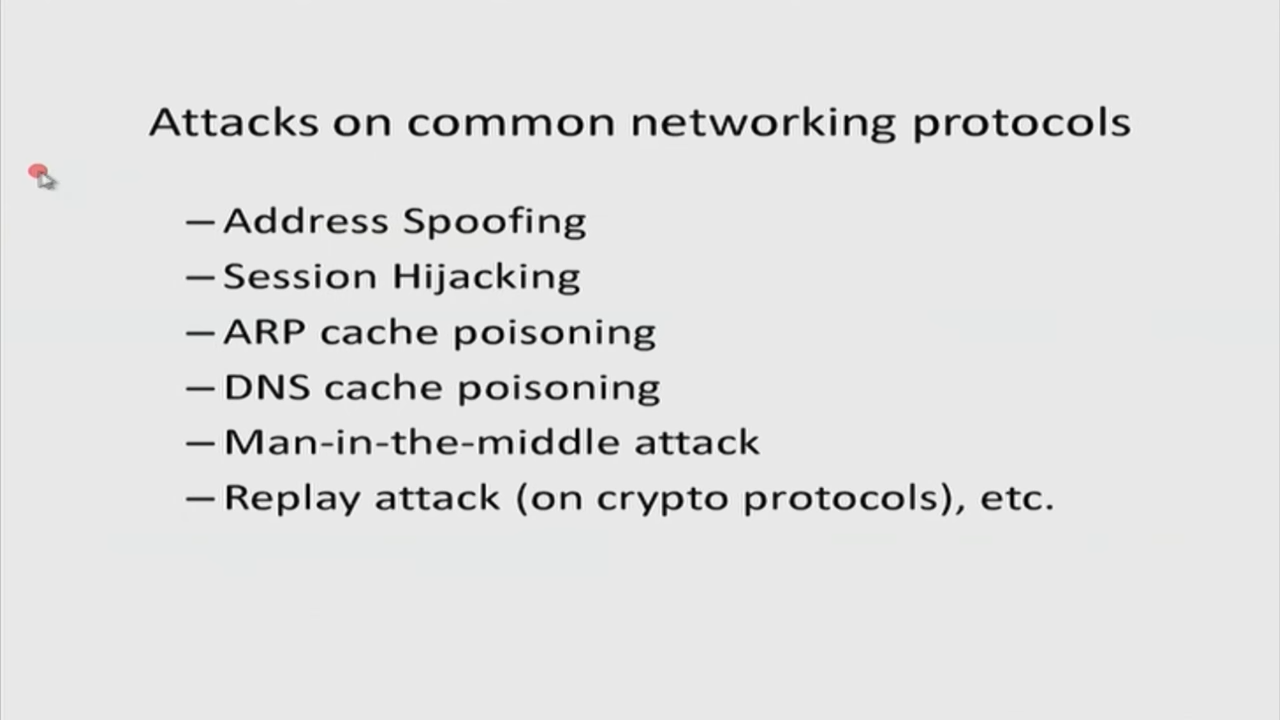 Attacks on common networking protocols
– Address Spoofing
– Session Hijacking
– ARP cache poisoning
– DNS cache poisoning
– Man-in-the-middle attack
– Replay attack (on crypto protocols), etc.